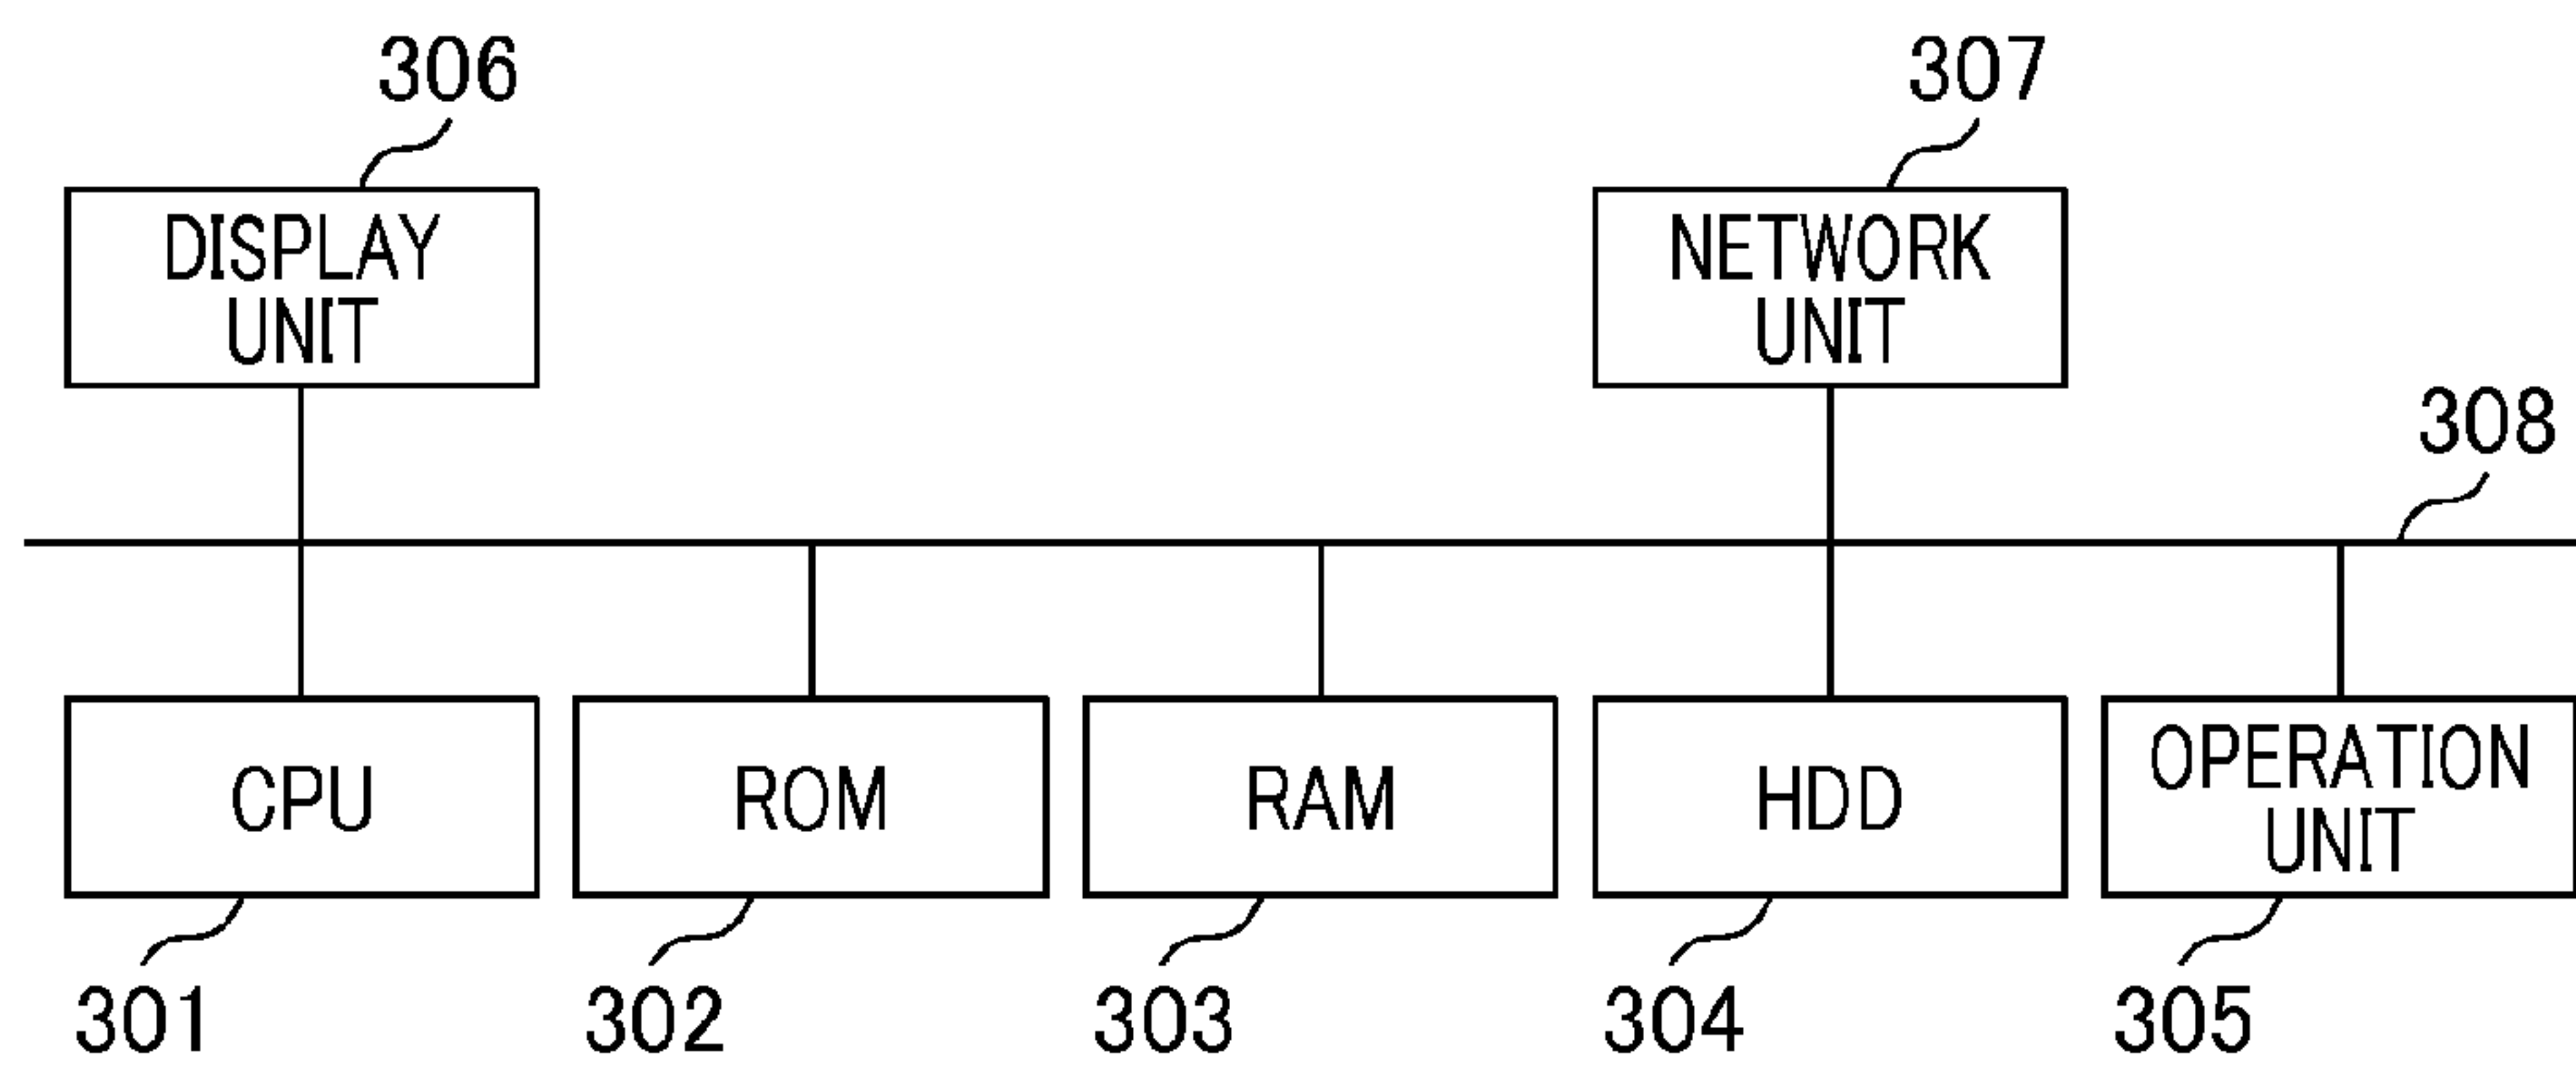 306
307
DISPLAY
UNIT
NETWORK
UNIT
308
CPU
ROM
RAM
HDD
OPERATION
UNIT
301
302
303
304
305